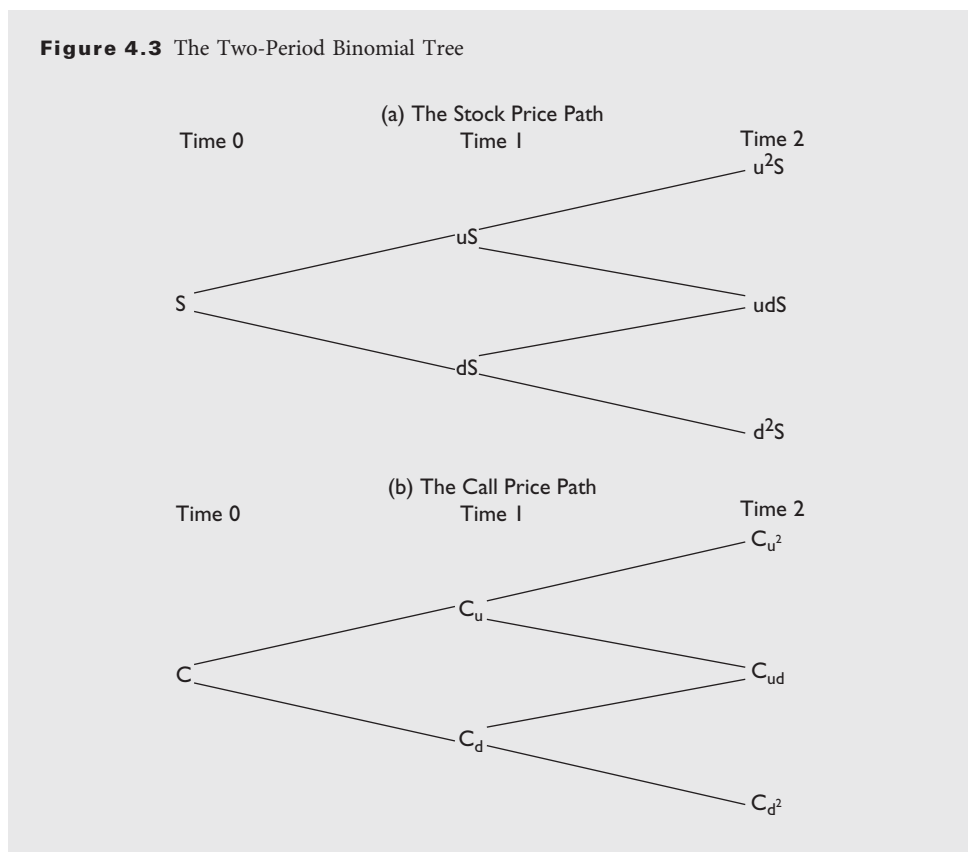 Figure 4.3 The Two-Period Binomial Tree
(a) The Stock Price Path
Time 0 Time 1 Time 2
u²S
uS
S udS
dS
d²S
(b) The Call Price Path
Time 0 Time 1 Time 2
C_u²
C_u
C C_ud
C_d
C_d²